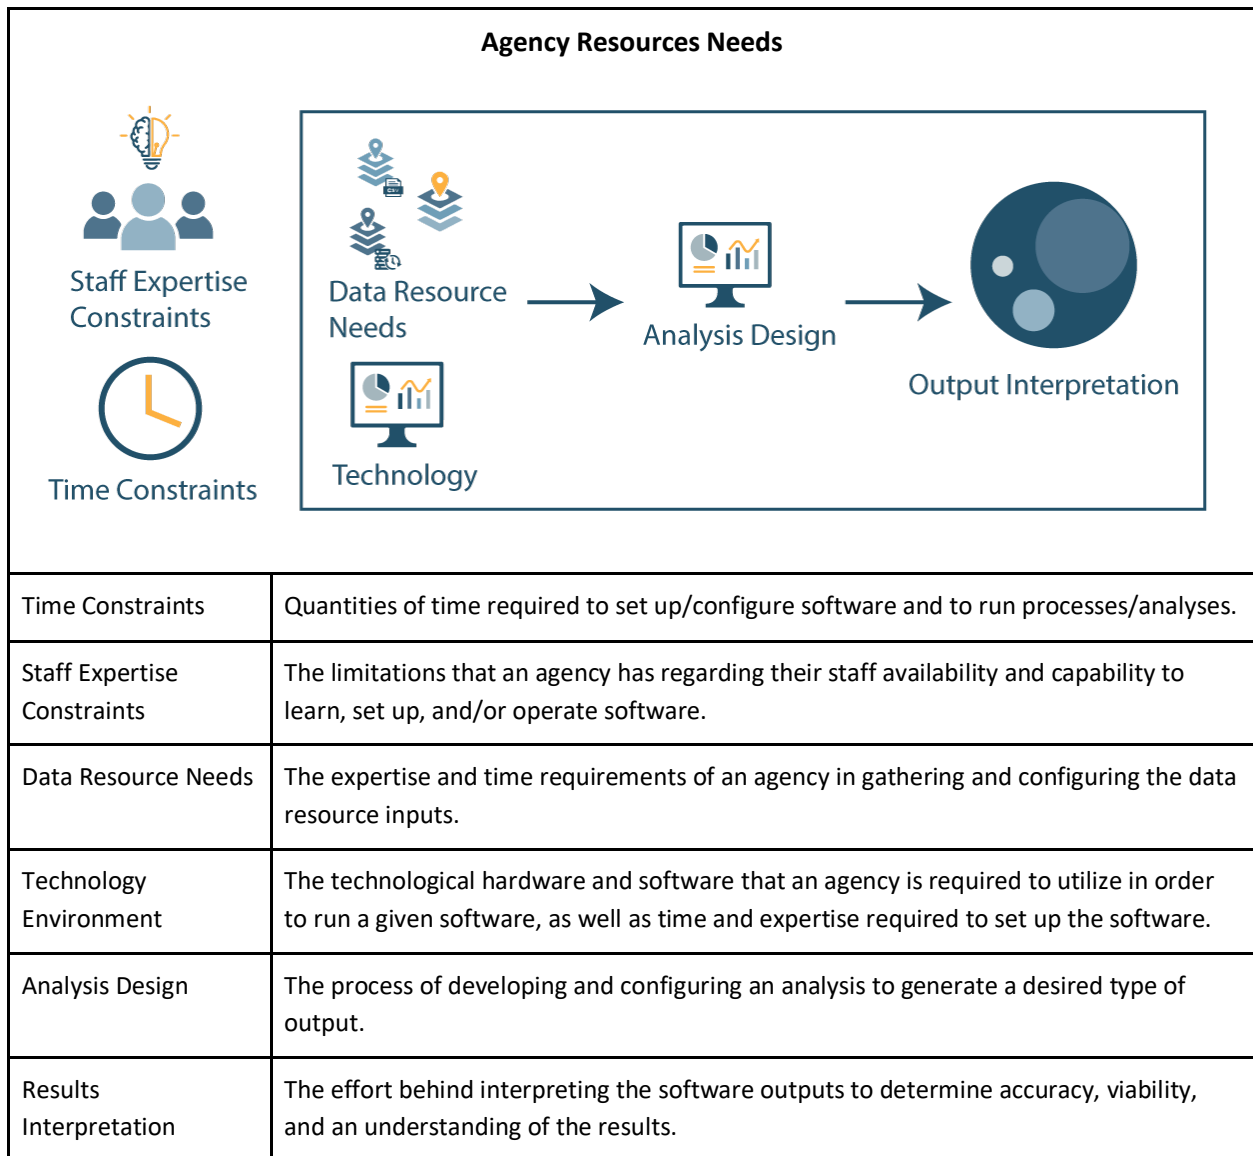 Agency Resources Needs
Staff Expertise
Constraints
Time Constraints
CSV
Data Resource
Needs
Technology
Analysis Design
Output Interpretation
Time Constraints
Quantities of time required to set up/configure software and to run processes/analyses.
Staff Expertise
Constraints
The limitations that an agency has regarding their staff availability and capability to
learn, set up, and/or operate software.
Data Resource Needs
The expertise and time requirements of an agency in gathering and configuring the data
resource inputs.
Technology
Environment
The technological hardware and software that an agency is required to utilize in order
to run a given software, as well as time and expertise required to set up the software.
Analysis Design
The process of developing and configuring an analysis to generate a desired type of
output.
Results
Interpretation
The effort behind interpreting the software outputs to determine accuracy, viability,
and an understanding of the results.